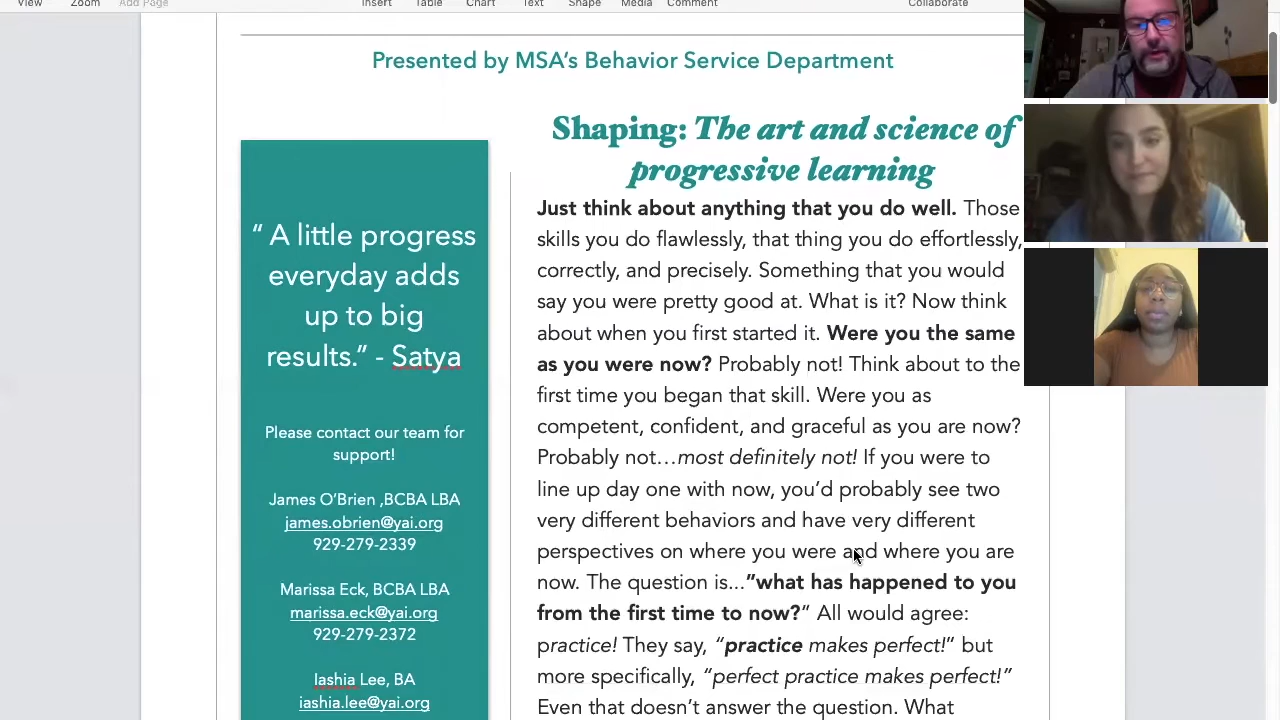 View Zoom Add Page Insert Table Chart Text Shape Media Comment Collaborate
Presented by MSA’s Behavior Service Department
“ A little progress
everyday adds
up to big
results.” - Satya
Please contact our team for
support!
James O’Brien ,BCBA LBA
james.obrien@yai.org
929-279-2339
Marissa Eck, BCBA LBA
marissa.eck@yai.org
929-279-2372
Iashia Lee, BA
iashia.lee@yai.org
Shaping: The art and science of
progressive learning
Just think about anything that you do well. Those
skills you do flawlessly, that thing you do effortlessly,
correctly, and precisely. Something that you would
say you were pretty good at. What is it? Now think
about when you first started it. Were you the same
as you were now? Probably not! Think about to the
first time you began that skill. Were you as
competent, confident, and graceful as you are now?
Probably not…most definitely not! If you were to
line up day one with now, you’d probably see two
very different behaviors and have very different
perspectives on where you were and where you are
now. The question is...”what has happened to you
from the first time to now?“ All would agree:
practice! They say, “practice makes perfect!” but
more specifically, “perfect practice makes perfect!”
Even that doesn’t answer the question. What